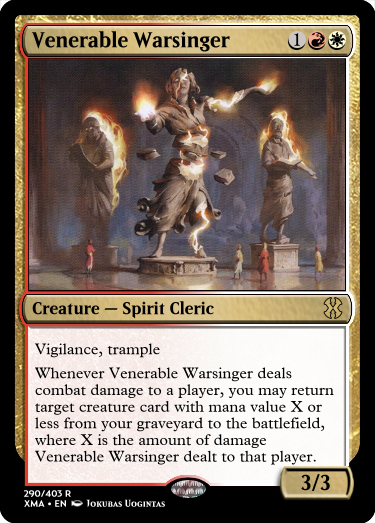 Venerable Warsinger 1
Creature — Spirit Cleric
Vigilance, trample
Whenever Venerable Warsinger deals
combat damage to a player, you may return
target creature card with mana value X or
less from your graveyard to the battlefield,
where X is the amount of damage
Venerable Warsinger dealt to that player.
3/3
290/403 R
XMA • EN Jokubas Uogintas